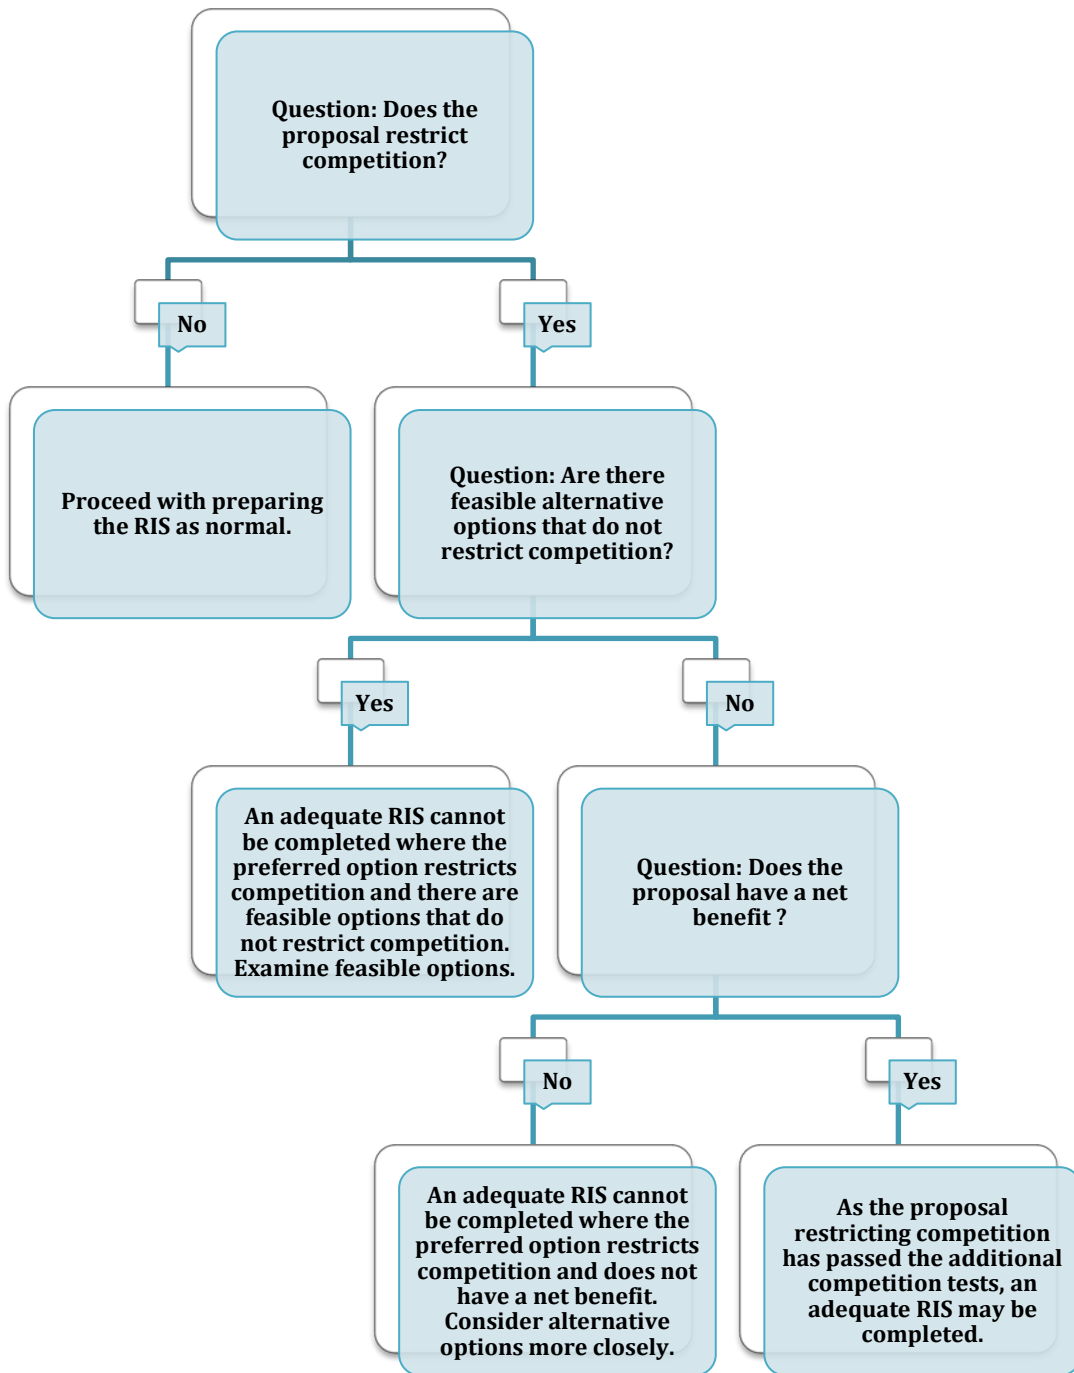 Question: Does the
proposal restrict
competition?
No
Yes
Proceed with preparing
the RIS as normal.
Question: Are there
feasible alternative
options that do not
restrict competition?
Yes
No
An adequate RIS cannot
be completed where the
preferred option restricts
competition and there are
feasible options that do
not restrict competition.
Examine feasible options.
Question: Does the
proposal have a net
benefit ?
No
Yes
An adequate RIS cannot
be completed where the
preferred option restricts
competition and does not
have a net benefit.
Consider alternative
options more closely.
As the proposal
restricting competition
has passed the additional
competition tests, an
adequate RIS may be
completed.